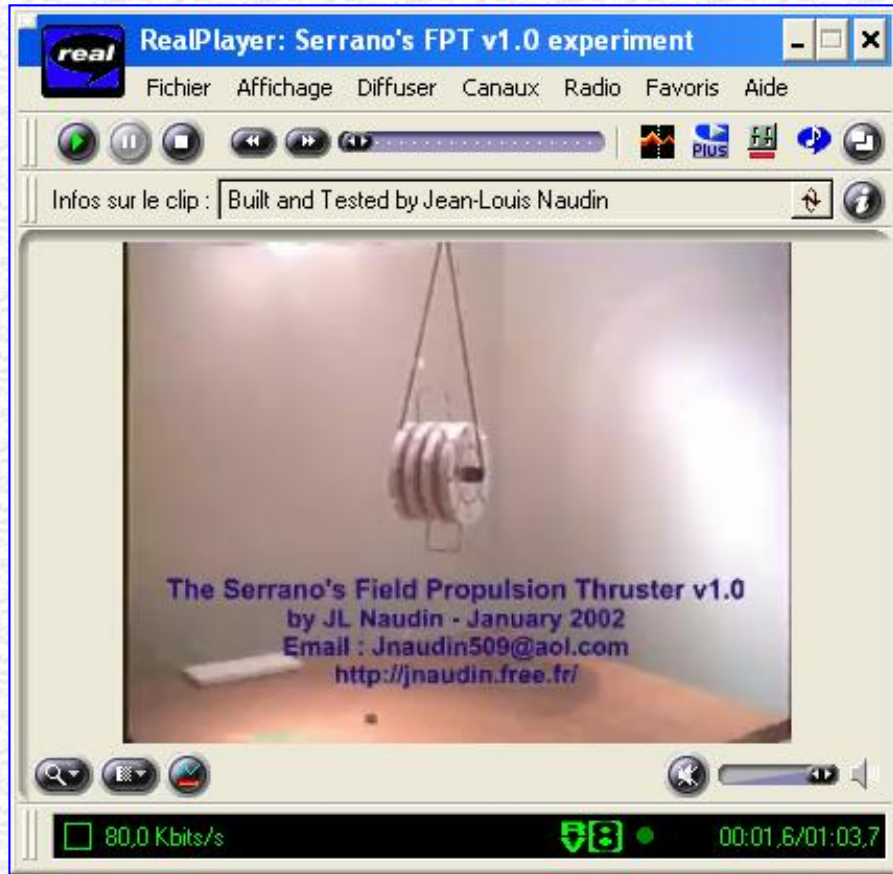 real
RealPlayer: Serrano's FPT v1.0 experiment
Fichier Affichage Diffuser Canaux Radio Favoris Aide
Plus
Infos sur le clip : Built and Tested by Jean-Louis Naudin
The Serrano's Field Propulsion Thruster v1.0
by JL Naudin - January 2002
Email : Jnaudin509@aol.com
http://jnaudin.free.fr/
80,0 Kbits/s 00:01,6/01:03,7